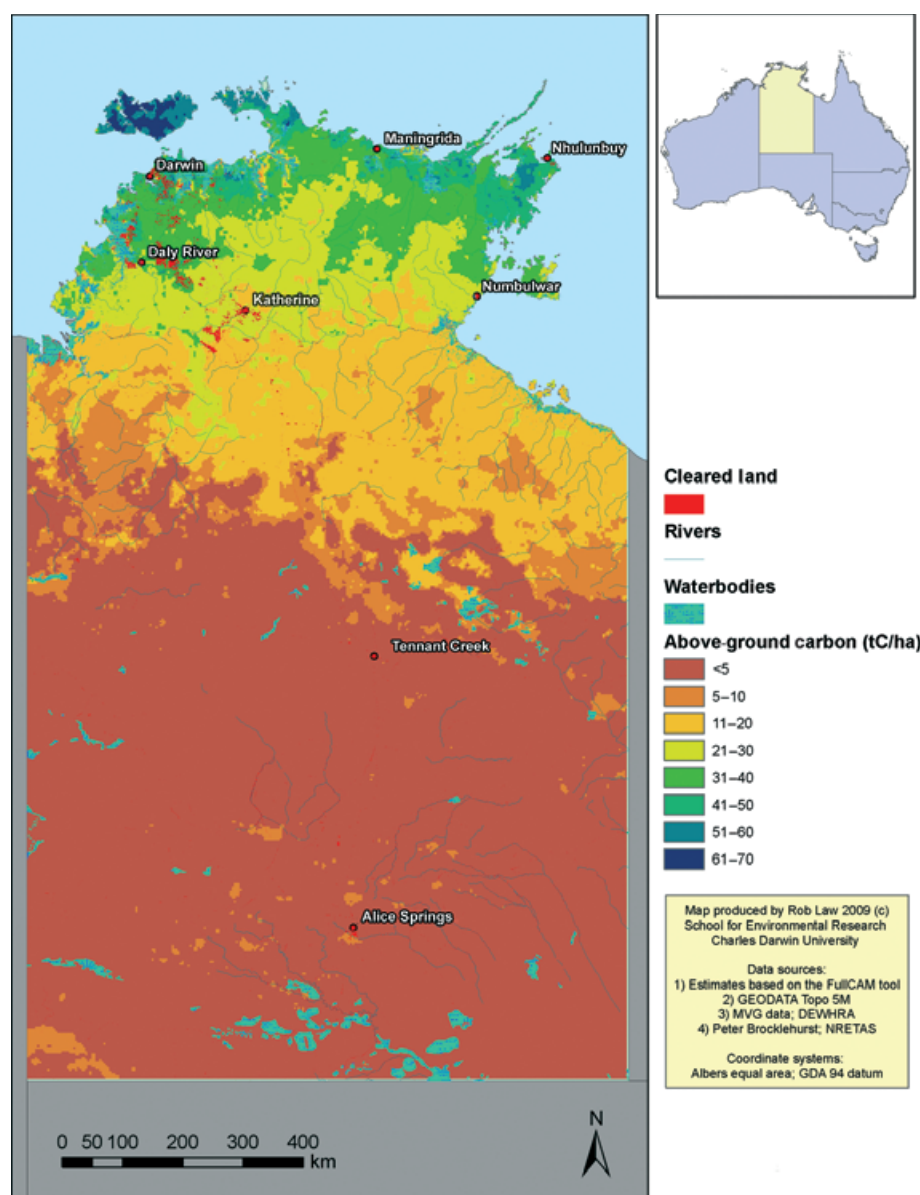 Maningrida
Nhulunbuy
Darwin
Daly River
Numbulwar
Katherine
Tennant Creek
Alice Springs
0 50 100 200 300 400
km
N
Cleared land
Rivers
Waterbodies
Above-ground carbon (tC/ha)
<5
5–10
11–20
21–30
31–40
41–50
51–60
61–70
Map produced by Rob Law 2009 (c)
School for Environmental Research
Charles Darwin University
Data sources:
1) Estimates based on the FullCAM tool
2) GEODATA Topo 5M
3) MVG data; DEWHRA
4) Peter Brocklehurst; NRETAS
Coordinate systems:
Albers equal area; GDA 94 datum